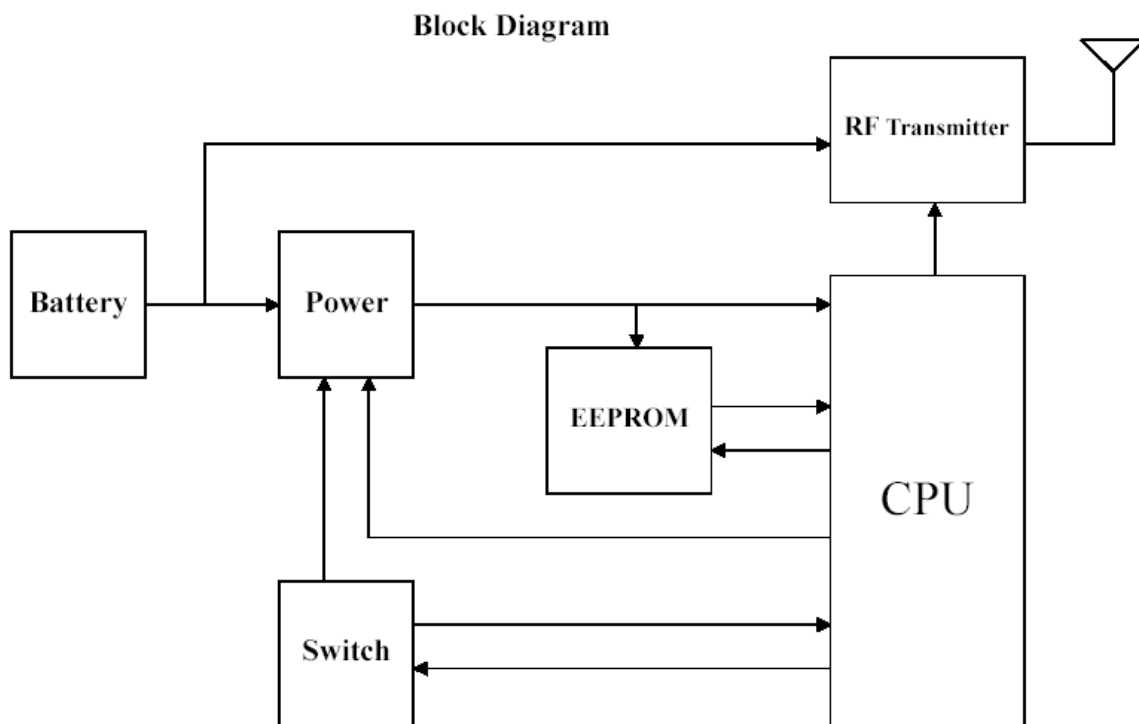 Block Diagram
RF Transmitter
Battery
Power
EEPROM
CPU
Switch